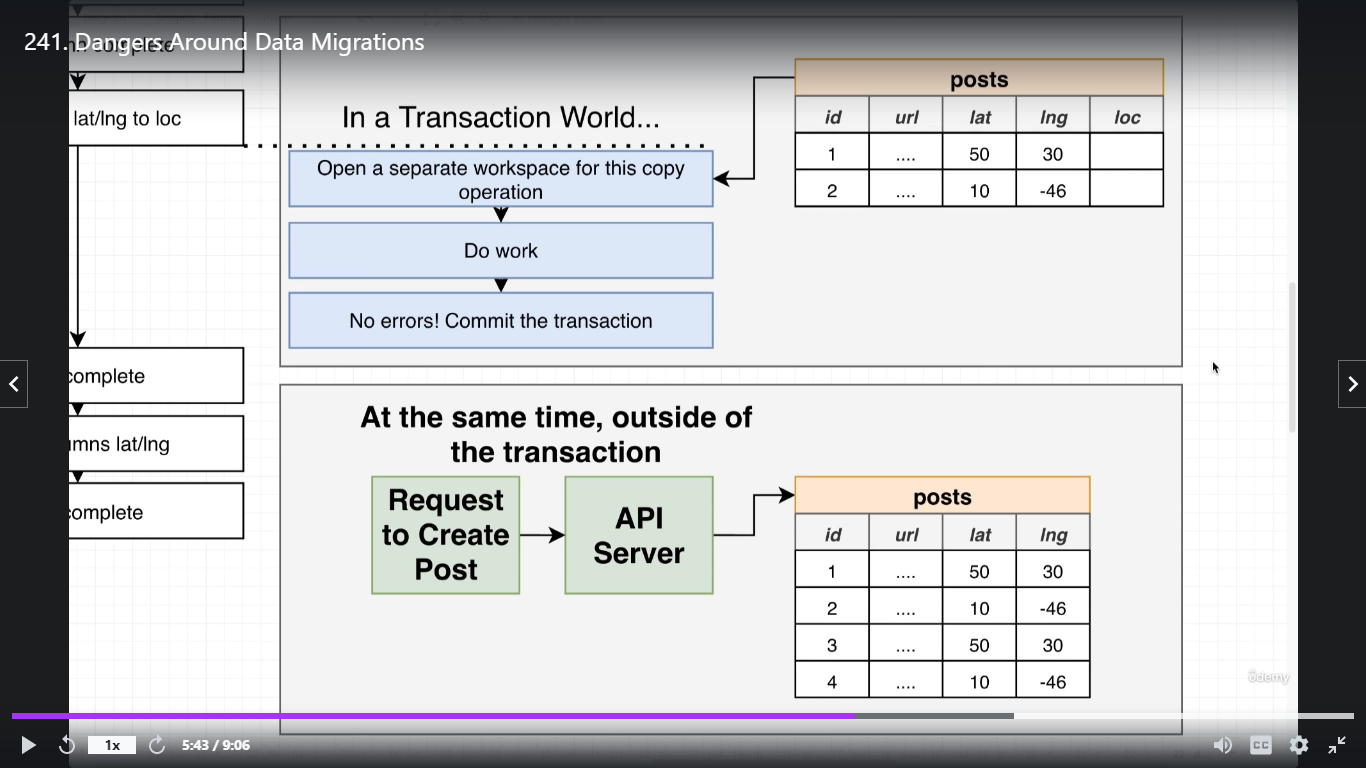 241. Dangers Around Data Migrations
lat/lng to loc
complete
lat/lng
complete
In a Transaction World...
Open a separate workspace for this copy
operation
Do work
No errors! Commit the transaction
posts
id url lat lng loc
1 .... 50 30
2 .... 10 -46
At the same time, outside of
the transaction
Request
to Create
Post
API
Server
posts
id url lat lng
1 .... 50 30
2 .... 10 -46
3 .... 50 30
4 .... 10 -46
ûdemy
1x
5:43 / 9:06
CC